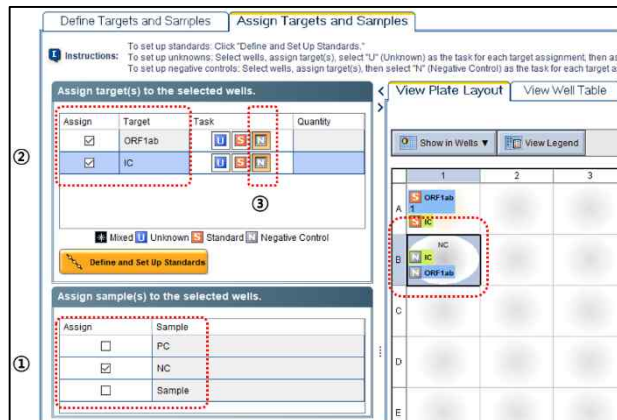 Define Targets and Samples
Assign Targets and Samples
Instructions:
To set up standards: Click "Define and Set Up Standards."
To set up unknowns: Select wells, assign target(s), select "U" (Unknown) as the task for each target assignment, then as
To set up negative controls: Select wells, assign target(s), then select "N" (Negative Control) as the task for each target a
Assign target(s) to the selected wells.
Assign Target Task Quantity
ORF1ab U S N
IC U S N
②
③
Mixed U Unknown S Standard N Negative Control
Define and Set Up Standards
Assign sample(s) to the selected wells.
Assign Sample
① PC
NC
Sample
View Plate Layout
View Well Table
Show in Wells ▼
View Legend
1 2 3
A
S ORF1ab
1
S IC
B
NC
N IC
N ORF1ab
C
D
E